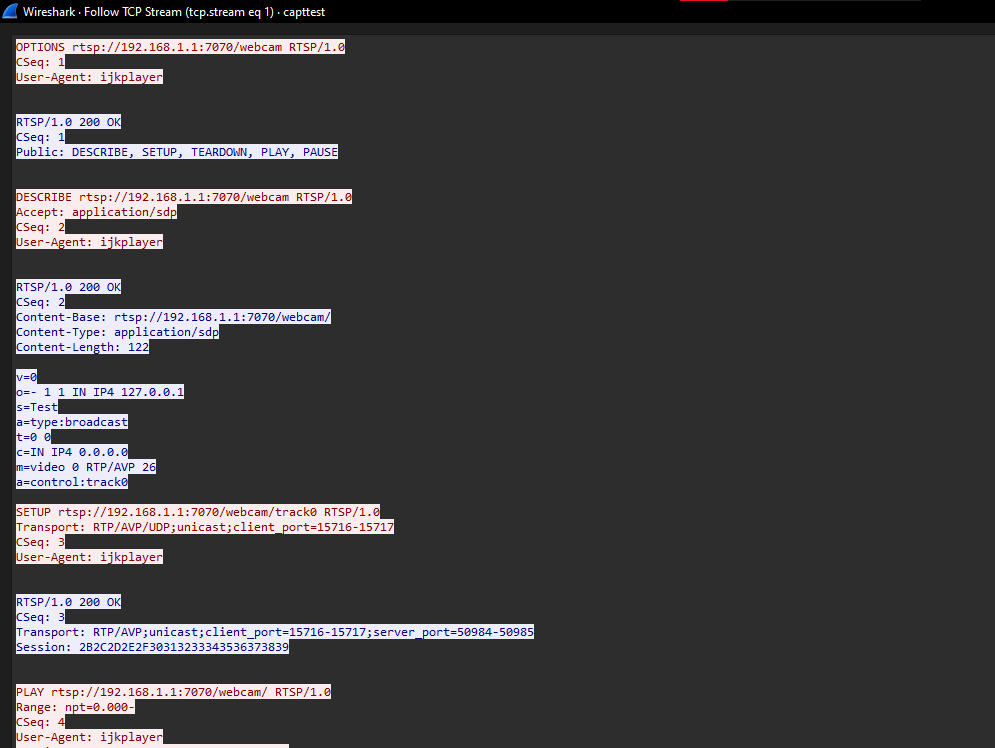 Wireshark · Follow TCP Stream (tcp.stream eq 1) · capttest
OPTIONS rtsp://192.168.1.1:7070/webcam RTSP/1.0
CSeq: 1
User-Agent: ijkplayer
RTSP/1.0 200 OK
CSeq: 1
Public: DESCRIBE, SETUP, TEARDOWN, PLAY, PAUSE
DESCRIBE rtsp://192.168.1.1:7070/webcam RTSP/1.0
Accept: application/sdp
CSeq: 2
User-Agent: ijkplayer
RTSP/1.0 200 OK
CSeq: 2
Content-Base: rtsp://192.168.1.1:7070/webcam/
Content-Type: application/sdp
Content-Length: 122
v=0
o=- 1 1 IN IP4 127.0.0.1
s=Test
a=type:broadcast
t=0 0
c=IN IP4 0.0.0.0
m=video 0 RTP/AVP 26
a=control:track0
SETUP rtsp://192.168.1.1:7070/webcam/track0 RTSP/1.0
Transport: RTP/AVP/UDP;unicast;client_port=15716-15717
CSeq: 3
User-Agent: ijkplayer
RTSP/1.0 200 OK
CSeq: 3
Transport: RTP/AVP;unicast;client_port=15716-15717;server_port=50984-50985
Session: 2B2C2D2E2F30313233343536373839
PLAY rtsp://192.168.1.1:7070/webcam/ RTSP/1.0
Range: npt=0.000-
CSeq: 4
User-Agent: ijkplayer